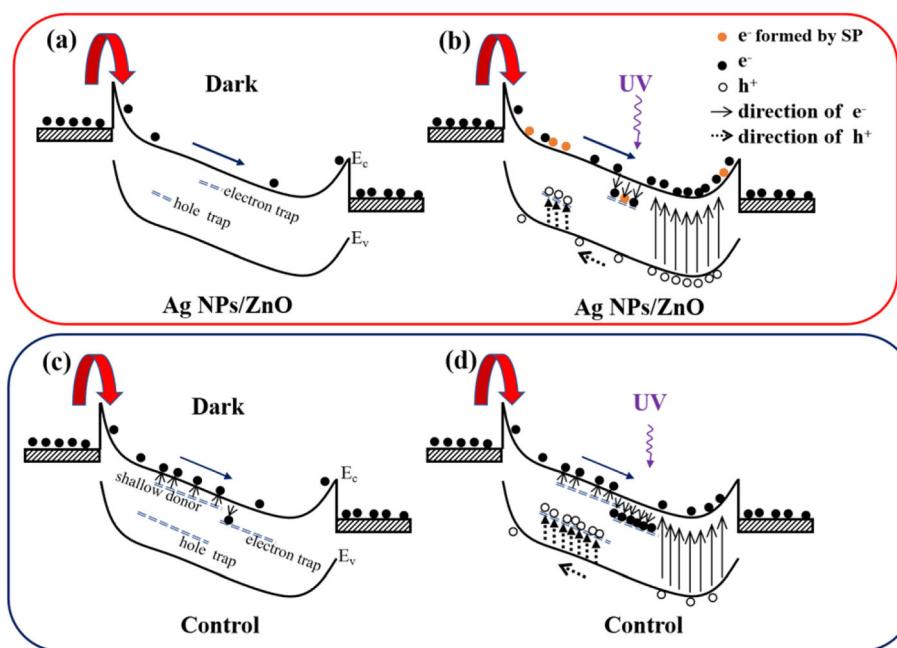 (a)
Dark
E_c
electron trap
hole trap
E_v
Ag NPs/ZnO
(b)
UV
e⁻ formed by SP
e⁻
h⁺
direction of e⁻
direction of h⁺
Ag NPs/ZnO
(c)
Dark
E_c
shallow donor
hole trap
electron trap
E_v
Control
(d)
UV
Control